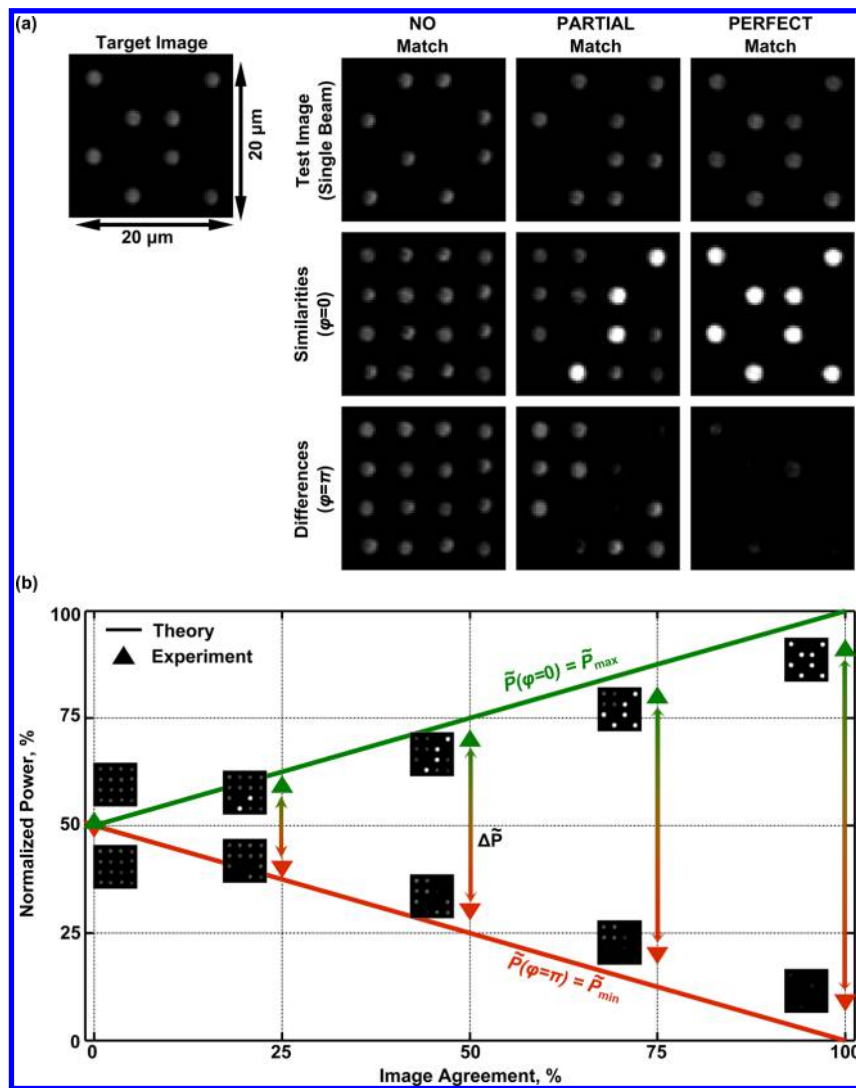 (a)
Target Image
20 µm
20 µm
NO
Match
PARTIAL
Match
PERFECT
Match
Test Image
(Single Beam)
Similarities
(φ=0)
Differences
(φ=π)
(b)
100
75
50
25
0
Normalized Power, %
Theory
Experiment
P̃(φ=0) = P̃max
ΔP̃
P̃(φ=π) = P̃min
0
25
50
75
100
Image Agreement, %